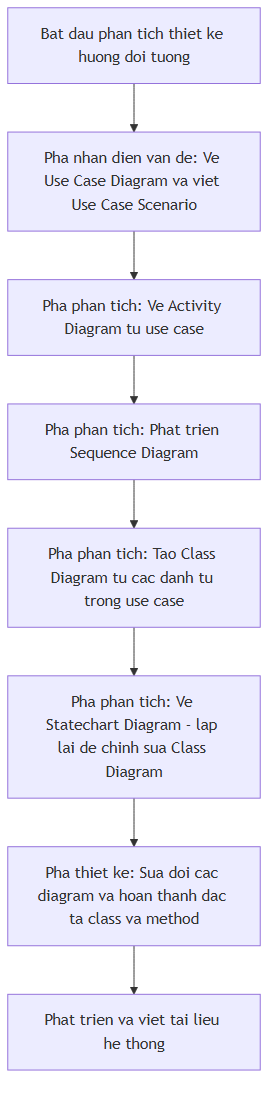 Bat dau phan tich thiet ke
huong doi tuong
Pha nhan dien van de: Ve
Use Case Diagram va viet
Use Case Scenario
Pha phan tich: Ve Activity
Diagram tu use case
Pha phan tich: Phat trien
Sequence Diagram
Pha phan tich: Tao Class
Diagram tu cac danh tu
trong use case
Pha phan tich: Ve
Statechart Diagram - lap
lai de chinh sua Class
Diagram
Pha thiet ke: Sua doi cac
diagram va hoan thanh dac
ta class va method
Phat trien va viet tai lieu
he thong